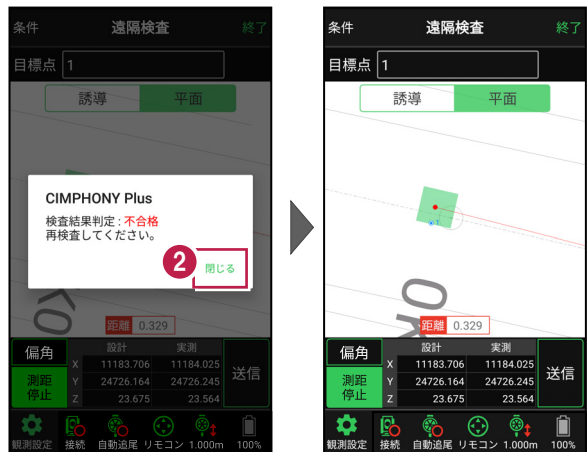 条件 遠隔検査 終了
目標点 1
誘導 平面
CIMPHONY Plus
検査結果判定 : 不合格
再検査してください。
2 閉じる
距離 0.329
偏角 設計 実測
X 11183.706 11184.025
測距停止 Y 24726.164 24726.245 送信
Z 23.675 23.564
観測設定 接続 自動追尾 リモコン 1.000m 100%
条件 遠隔検査 終了
目標点 1
誘導 平面
1
距離 0.329
偏角 設計 実測
X 11183.706 11184.025
測距停止 Y 24726.164 24726.245 送信
Z 23.675 23.564
観測設定 接続 自動追尾 リモコン 1.000m 100%